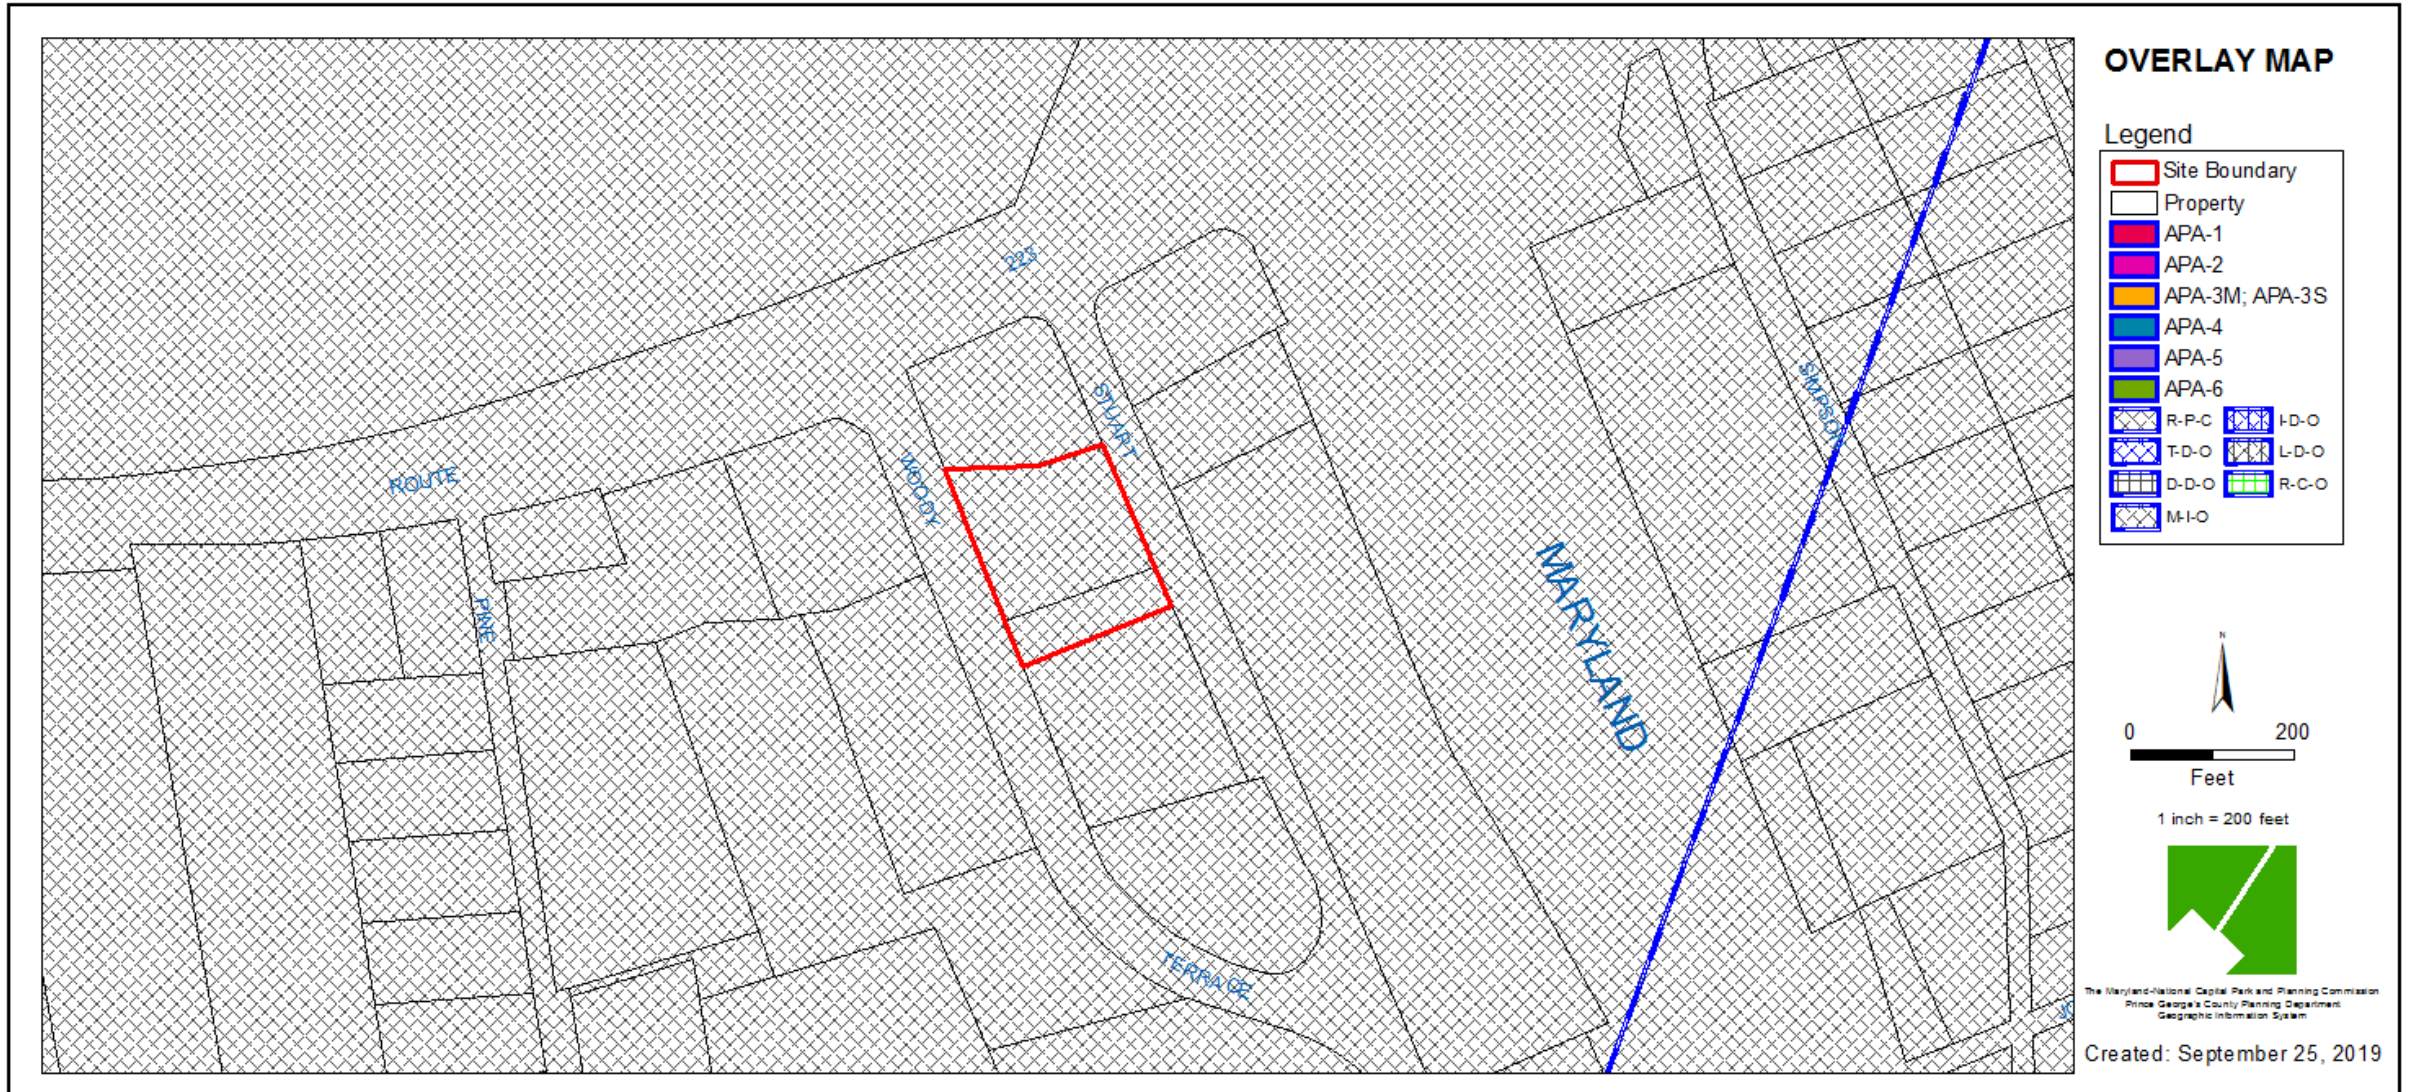 OVERLAY MAP
Legend
Site Boundary
Property
APA-1
APA-2
APA-3M; APA-3S
APA-4
APA-5
APA-6
R-P-C
I-D-O
T-D-O
L-D-O
D-D-O
R-C-O
M-I-O
N
0 200
Feet
1 inch = 200 feet
The Maryland-National Capital Park and Planning Commission
Prince George's County Planning Department
Geographic Information System
Created: September 25, 2019
223
STUART
SIMPSON
ROUTE
WOODY
PINE
MARYLAND
TERRACE